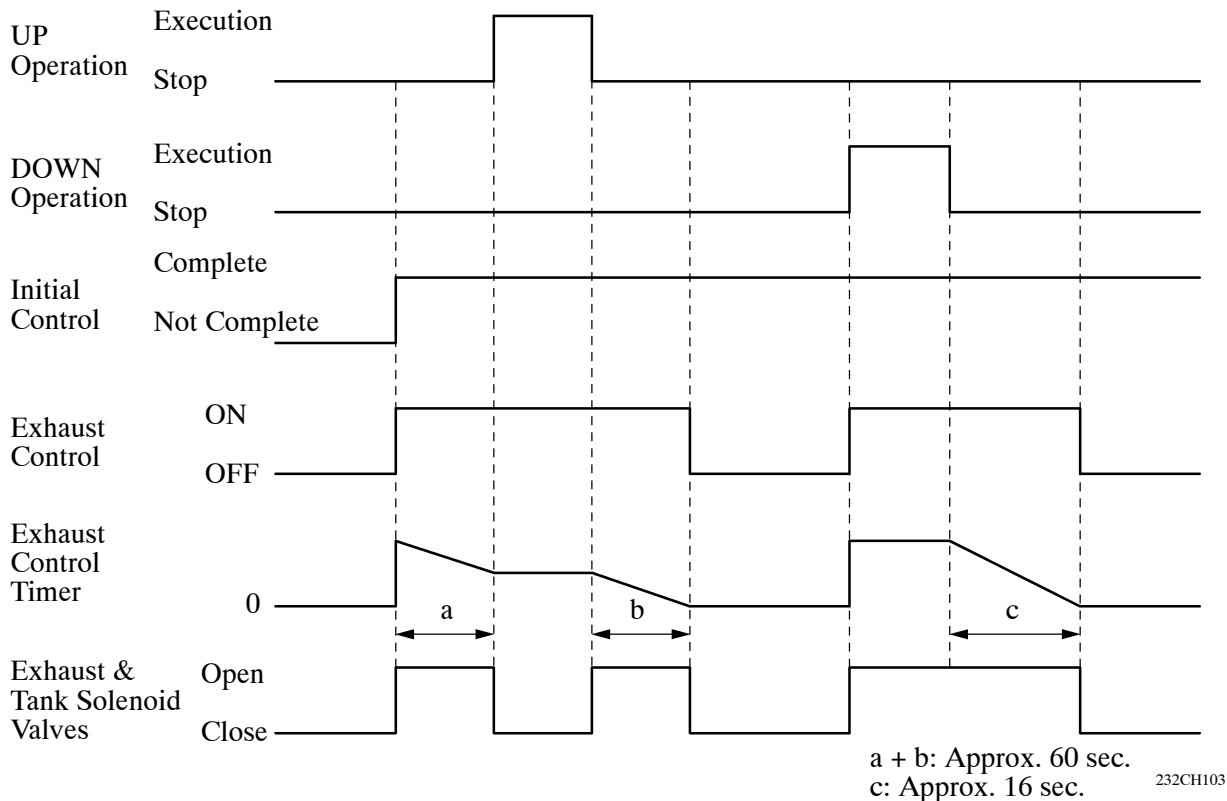 UP
Operation
Execution
Stop
DOWN
Operation
Execution
Stop
Initial
Control
Complete
Not Complete
Exhaust
Control
ON
OFF
Exhaust
Control
Timer
0
a
b
c
Exhaust &
Tank Solenoid
Valves
Open
Close
a + b: Approx. 60 sec.
c: Approx. 16 sec.
232CH103